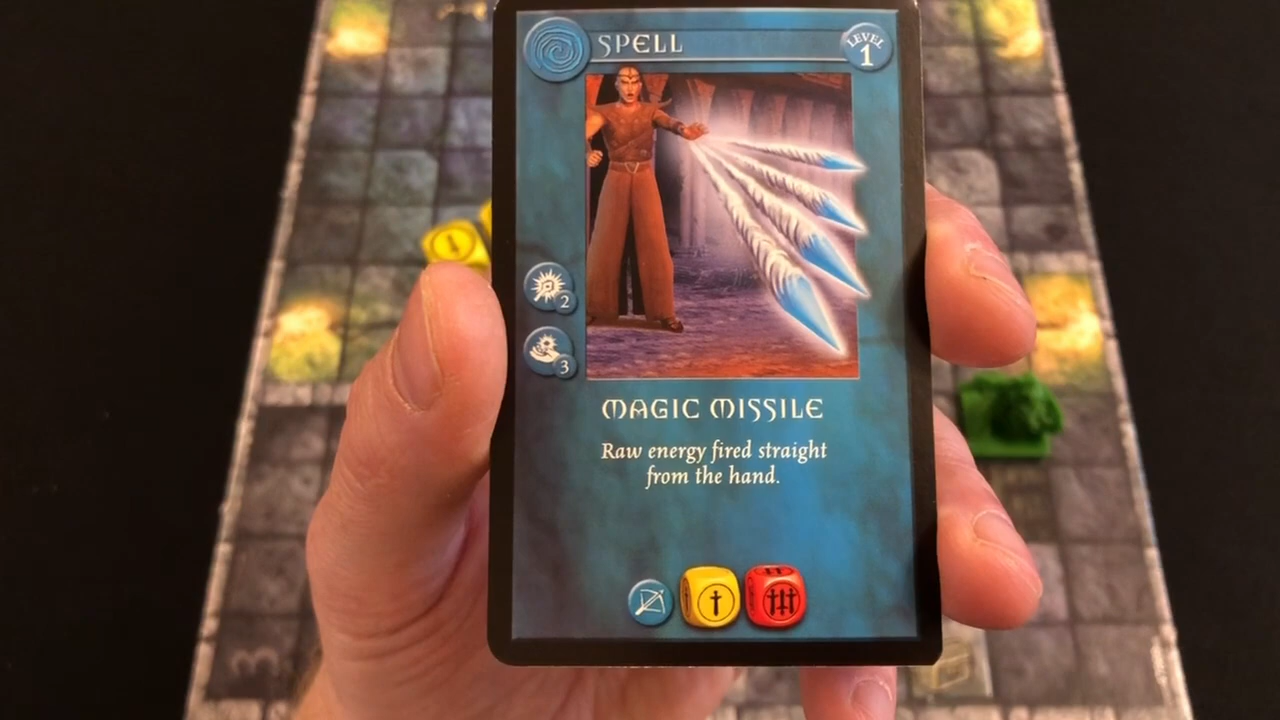 SPELL
LEVEL
1
2
3
MAGIC MISSILE
Raw energy fired straight
from the hand.